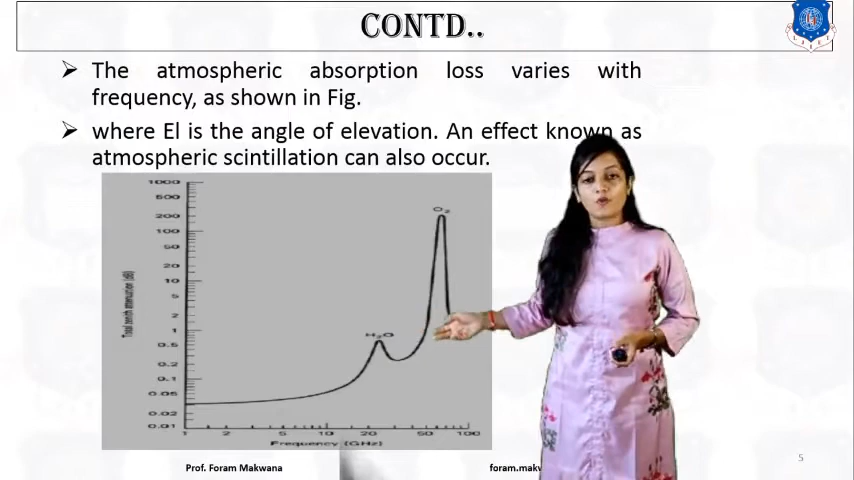 CONTD..
The atmospheric absorption loss varies with
frequency, as shown in Fig.
where El is the angle of elevation. An effect known as
atmospheric scintillation can also occur.
1000
500
200
100
50
20
10
5
2
1
0.5
0.2
0.1
0.05
0.02
0.01
Total zenith attenuation (dB)
O₂
H₂O
1 2 5 10 20 50 100
Frequency (GHz)
Prof. Foram Makwana
foram.makw
5